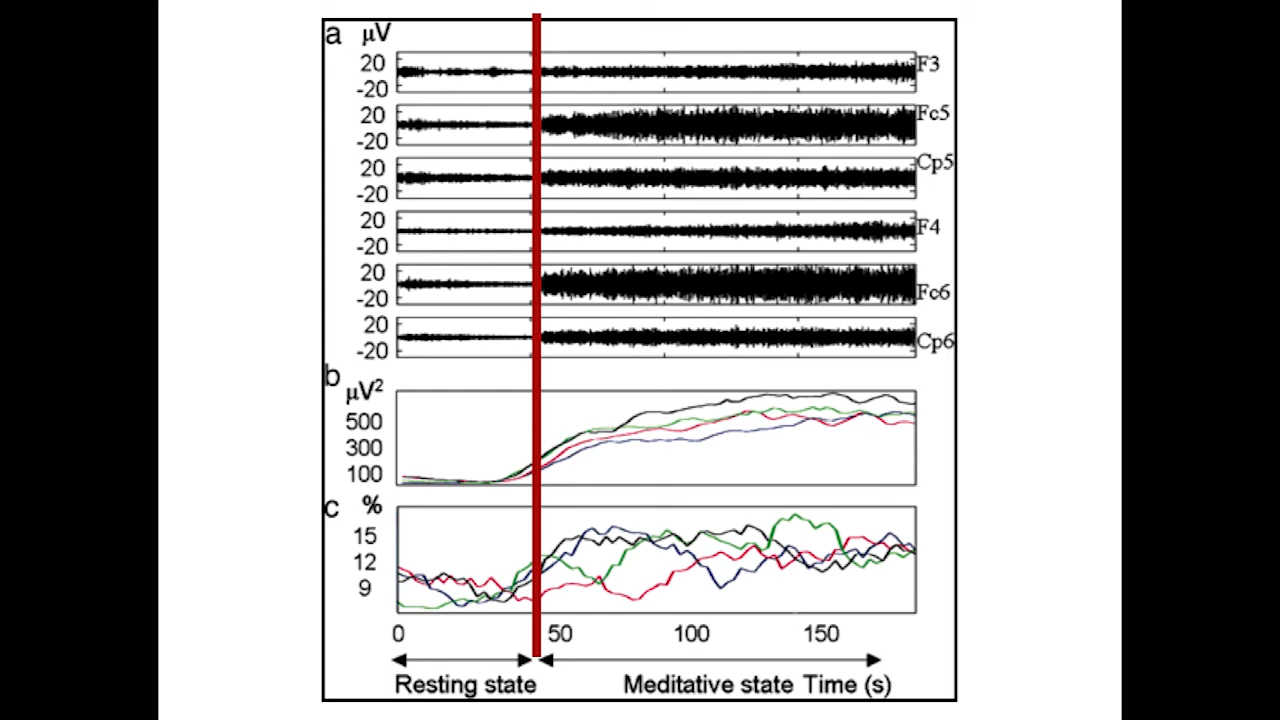 a µV
20
-20
F3
20
-20
Fc5
20
-20
Cp5
20
-20
F4
20
-20
Fc6
20
-20
Cp6
b µV2
500
300
100
c %
15
12
9
0 50 100 150
Resting state Meditative state Time (s)